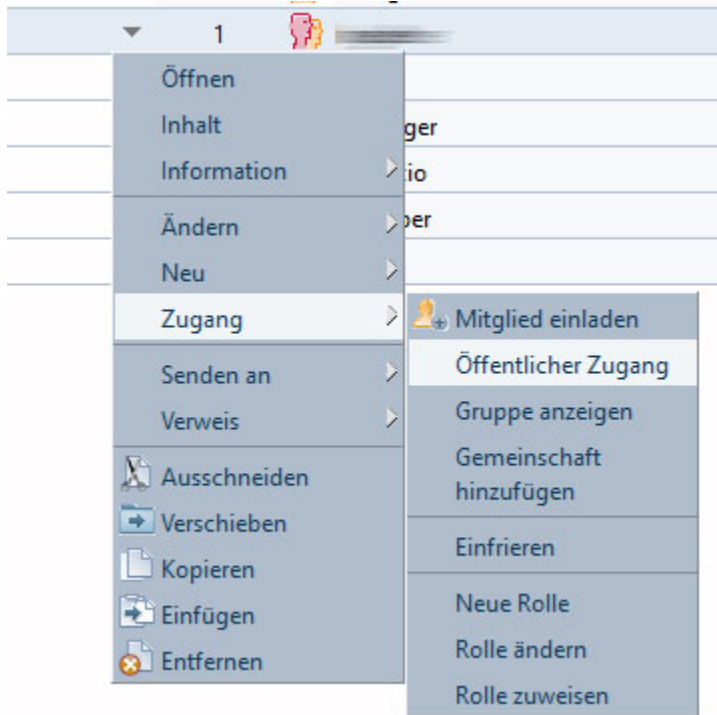 1
Öffnen
Inhalt
ger
Information
tio
Ändern
ber
Neu
Zugang
Mitglied einladen
Öffentlicher Zugang
Senden an
Gruppe anzeigen
Verweis
Gemeinschaft
hinzufügen
Ausschneiden
Verschieben
Einfrieren
Kopieren
Neue Rolle
Einfügen
Rolle ändern
Entfernen
Rolle zuweisen